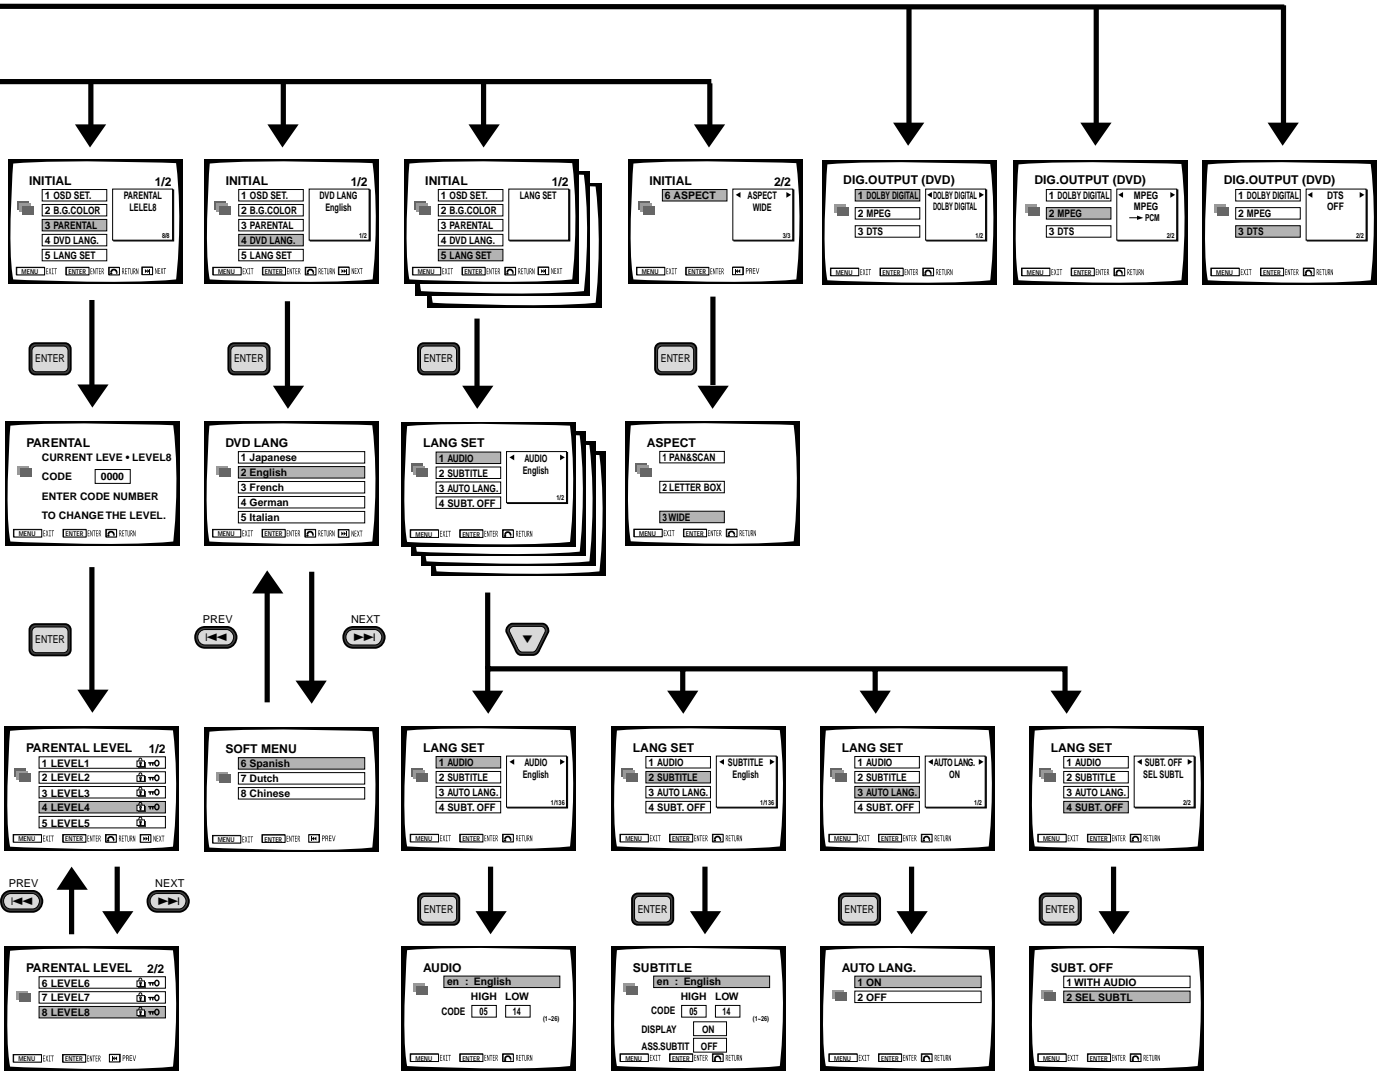 INITIAL 1/2
1 OSD SET.
2 B.G.COLOR
3 PARENTAL
4 DVD LANG.
5 LANG SET
PARENTAL
LELEL8
8/8
MENU EXIT ENTER ENTER RETURN NEXT
INITIAL 1/2
1 OSD SET.
2 B.G.COLOR
3 PARENTAL
4 DVD LANG.
5 LANG SET
DVD LANG
English
1/2
MENU EXIT ENTER ENTER RETURN NEXT
INITIAL 1/2
1 OSD SET.
2 B.G.COLOR
3 PARENTAL
4 DVD LANG.
5 LANG SET
LANG SET
MENU EXIT ENTER ENTER RETURN NEXT
INITIAL 2/2
6 ASPECT
ASPECT
WIDE
3/3
MENU EXIT ENTER ENTER PREV
DIG.OUTPUT (DVD)
1 DOLBY DIGITAL
2 MPEG
3 DTS
DOLBY DIGITAL
DOLBY DIGITAL
1/2
MENU EXIT ENTER ENTER RETURN
DIG.OUTPUT (DVD)
1 DOLBY DIGITAL
2 MPEG
3 DTS
MPEG
MPEG
→ PCM
2/2
MENU EXIT ENTER ENTER RETURN
DIG.OUTPUT (DVD)
1 DOLBY DIGITAL
2 MPEG
3 DTS
DTS
OFF
2/2
MENU EXIT ENTER ENTER RETURN
ENTER
ENTER
ENTER
ENTER
PARENTAL
CURRENT LEVE • LEVEL8
CODE 0000
ENTER CODE NUMBER
TO CHANGE THE LEVEL.
MENU EXIT ENTER ENTER RETURN
DVD LANG
1 Japanese
2 English
3 French
4 German
5 Italian
MENU EXIT ENTER ENTER RETURN NEXT
LANG SET
1 AUDIO
2 SUBTITLE
3 AUTO LANG.
4 SUBT. OFF
AUDIO
English
1/2
MENU EXIT ENTER ENTER RETURN
ASPECT
1 PAN&SCAN
2 LETTER BOX
3 WIDE
MENU EXIT ENTER ENTER RETURN
ENTER
PREV
NEXT
PARENTAL LEVEL 1/2
1 LEVEL1
2 LEVEL2
3 LEVEL3
4 LEVEL4
5 LEVEL5
MENU EXIT ENTER ENTER RETURN NEXT
SOFT MENU
6 Spanish
7 Dutch
8 Chinese
MENU EXIT ENTER ENTER PREV
LANG SET
1 AUDIO
2 SUBTITLE
3 AUTO LANG.
4 SUBT. OFF
AUDIO
English
1/136
MENU EXIT ENTER ENTER RETURN
LANG SET
1 AUDIO
2 SUBTITLE
3 AUTO LANG.
4 SUBT. OFF
SUBTITLE
English
1/136
MENU EXIT ENTER ENTER RETURN
LANG SET
1 AUDIO
2 SUBTITLE
3 AUTO LANG.
4 SUBT. OFF
AUTO LANG.
ON
1/2
MENU EXIT ENTER ENTER RETURN
LANG SET
1 AUDIO
2 SUBTITLE
3 AUTO LANG.
4 SUBT. OFF
SUBT. OFF
SEL SUBTL
2/2
MENU EXIT ENTER ENTER RETURN
PREV
NEXT
ENTER
ENTER
ENTER
ENTER
PARENTAL LEVEL 2/2
6 LEVEL6
7 LEVEL7
8 LEVEL8
MENU EXIT ENTER ENTER PREV
AUDIO
en : English
HIGH LOW
CODE 05 14
(1~26)
MENU EXIT ENTER ENTER RETURN
SUBTITLE
en : English
HIGH LOW
CODE 05 14
(1~26)
DISPLAY ON
ASS.SUBTIT OFF
MENU EXIT ENTER ENTER RETURN
AUTO LANG.
1 ON
2 OFF
MENU EXIT ENTER ENTER RETURN
SUBT. OFF
1 WITH AUDIO
2 SEL SUBTL
MENU EXIT ENTER ENTER RETURN